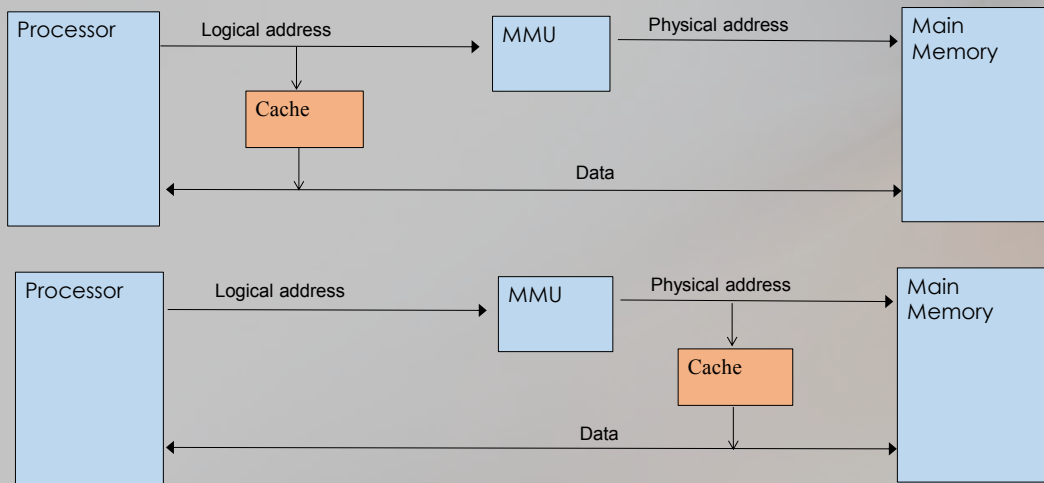 Processor
Logical address
MMU
Physical address
Main
Memory
Cache
Data
Processor
Logical address
MMU
Physical address
Main
Memory
Cache
Data